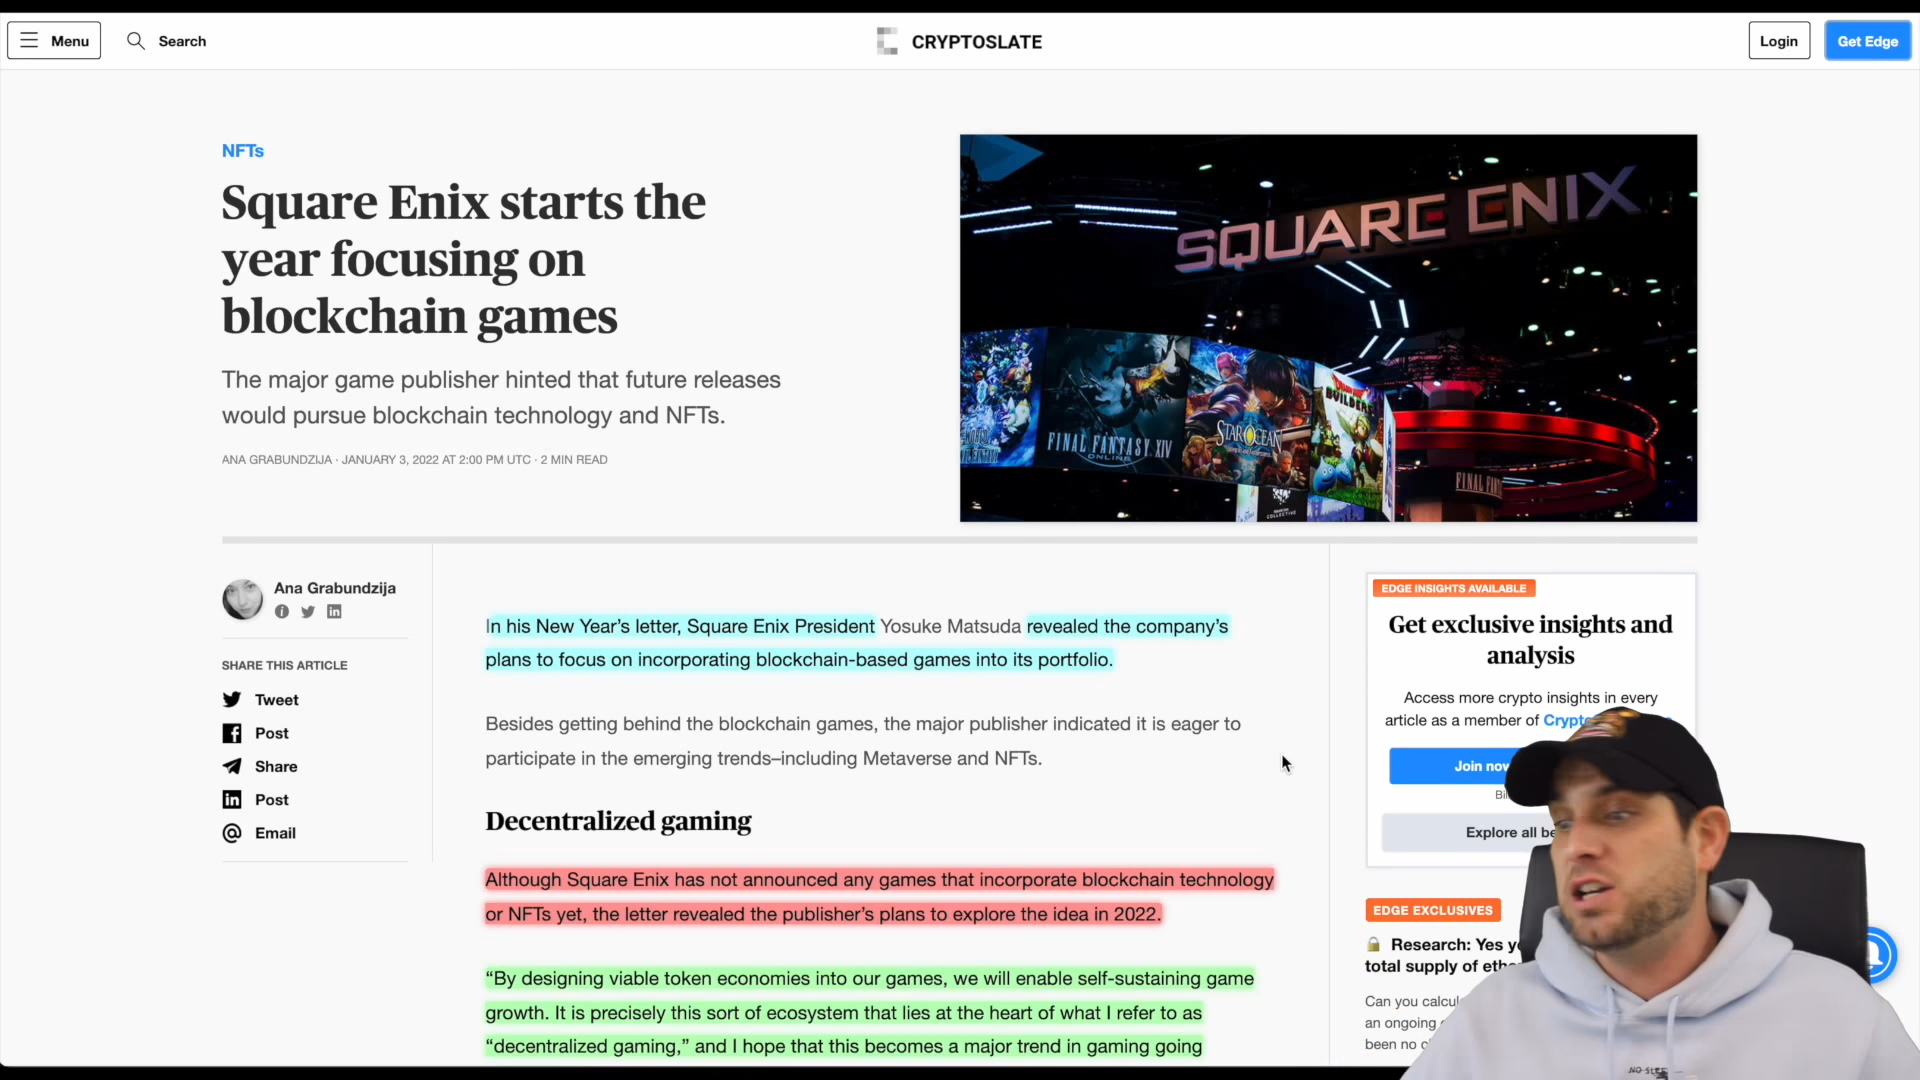 Menu
Search
CRYPTOSLATE
Login
Get Edge
NFTs
Square Enix starts the
year focusing on
blockchain games
The major game publisher hinted that future releases
would pursue blockchain technology and NFTs.
ANA GRABUNDZIJA · JANUARY 3, 2022 AT 2:00 PM UTC · 2 MIN READ
SQUARE ENIX
FINAL FANTASY XIV
ONLINE
STAR OCEAN
BUILDERS
COLLECTIVE
FINAL
Ana Grabundzija
SHARE THIS ARTICLE
Tweet
Post
Share
Post
Email
In his New Year’s letter, Square Enix President Yosuke Matsuda revealed the company’s
plans to focus on incorporating blockchain-based games into its portfolio.
Besides getting behind the blockchain games, the major publisher indicated it is eager to
participate in the emerging trends–including Metaverse and NFTs.
Decentralized gaming
Although Square Enix has not announced any games that incorporate blockchain technology
or NFTs yet, the letter revealed the publisher’s plans to explore the idea in 2022.
“By designing viable token economies into our games, we will enable self-sustaining game
growth. It is precisely this sort of ecosystem that lies at the heart of what I refer to as
“decentralized gaming,” and I hope that this becomes a major trend in gaming going
EDGE INSIGHTS AVAILABLE
Get exclusive insights and
analysis
Access more crypto insights in every
article as a member of Crypto
Join now
Explore all be
EDGE EXCLUSIVES
Research: Yes y
total supply of eth
Can you calcul
an ongoing
been no c
NO SLEEP